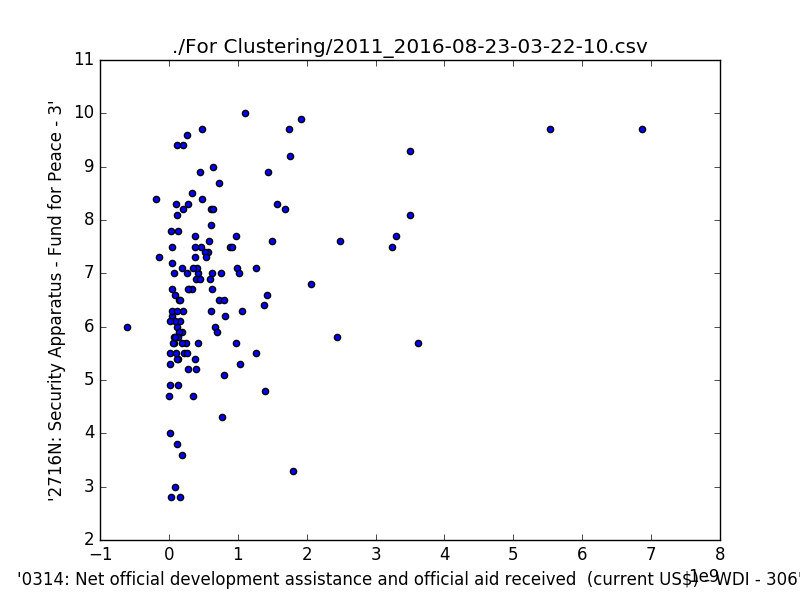 ./For Clustering/2011_2016-08-23-03-22-10.csv
'2716N: Security Apparatus - Fund for Peace - 3'
11
10
9
8
7
6
5
4
3
2
−1 0 1 2 3 4 5 6 7 8
1e9
'0314: Net official development assistance and official aid received (current US$) - WDI - 306'